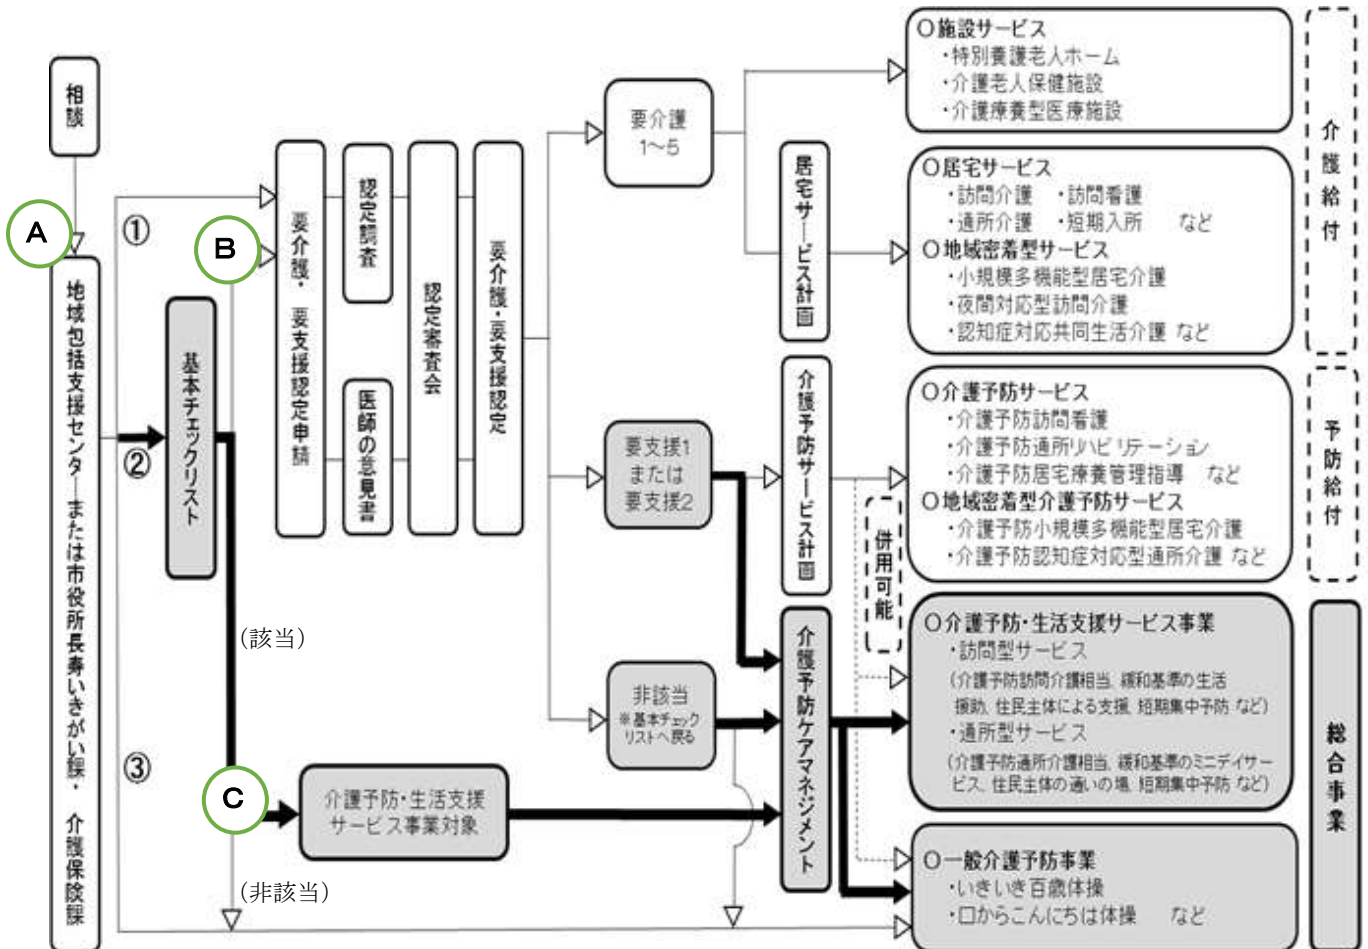 相談
A
地域包括支援センターまたは市役所長寿いきがい課・介護保険課
①
②
③
基本チェックリスト
(該当)
(非該当)
B
C
要介護・要支援認定申請
認定調査
医師の意見書
認定審査会
要介護・要支援認定
要介護
1～5
要支援1
または
要支援2
非該当
※基本チェック
リストへ戻る
介護予防・生活支援
サービス事業対象
居宅サービス計画
介護予防サービス計画
介護予防ケアマネジメント
併用可能
〇施設サービス
・特別養護老人ホーム
・介護老人保健施設
・介護療養型医療施設
〇居宅サービス
・訪問介護 ・訪問看護
・通所介護 ・短期入所 など
〇地域密着型サービス
・小規模多機能型居宅介護
・夜間対応型訪問介護
・認知症対応共同生活介護 など
〇介護予防サービス
・介護予防訪問看護
・介護予防通所リハビリテーション
・介護予防居宅療養管理指導 など
〇地域密着型介護予防サービス
・介護予防小規模多機能型居宅介護
・介護予防認知症対応型通所介護 など
〇介護予防・生活支援サービス事業
・訪問型サービス
(介護予防訪問介護相当、緩和基準の生活
援助、住民主体による支援、短期集中予防 など)
・通所型サービス
(介護予防通所介護相当、緩和基準のミニデイサー
ビス、住民主体の通いの場、短期集中予防 など)
〇一般介護予防事業
・いきいき百歳体操
・口からこんにちは体操 など
介護給付
予防給付
総合事業